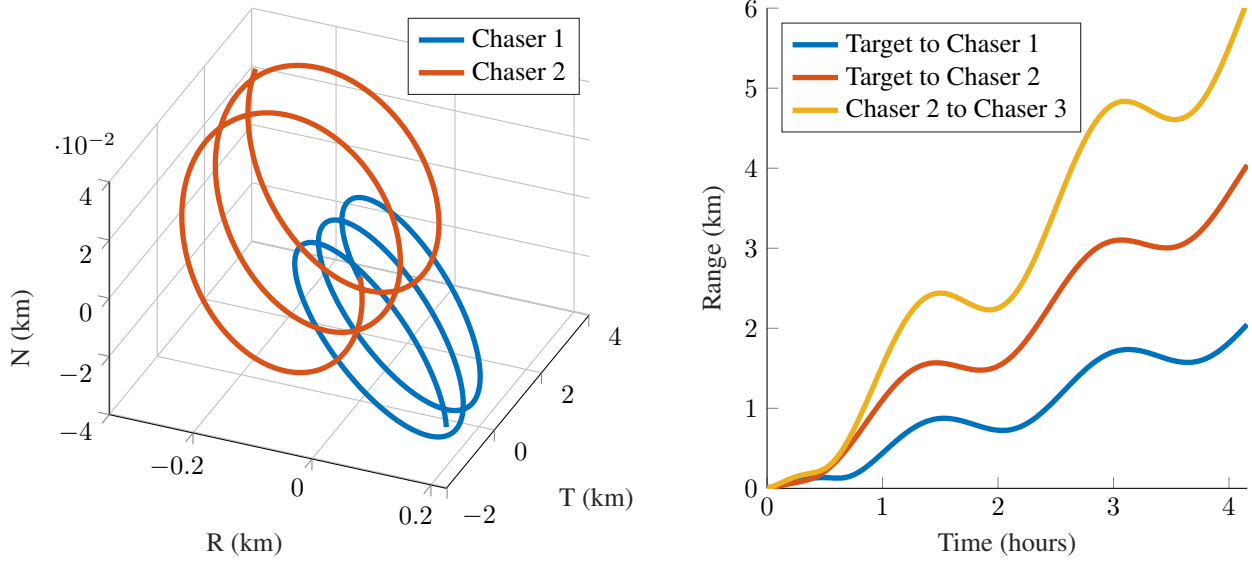 Chaser 1
Chaser 2
·10−2
4
2
0
−2
−4
N (km)
−0.2
0
0.2
R (km)
−2
0
2
4
T (km)
Target to Chaser 1
Target to Chaser 2
Chaser 2 to Chaser 3
6
5
4
3
2
1
0
Range (km)
0
1
2
3
4
Time (hours)